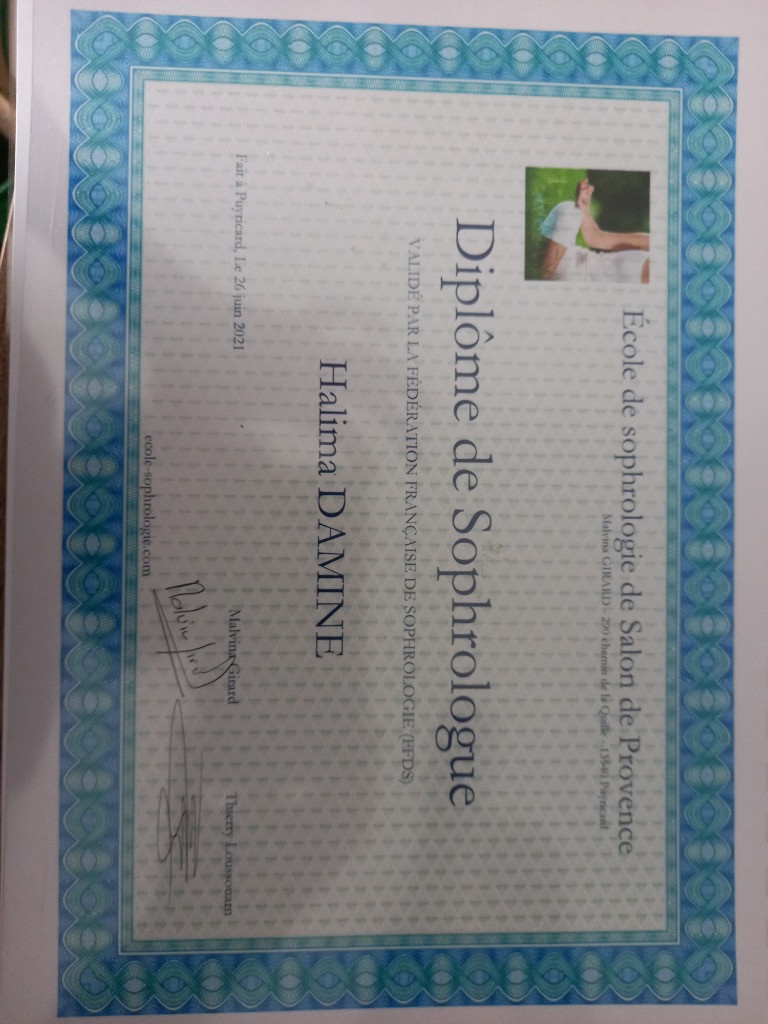 École de sophrologie de Salon de Provence
Malvina GIRARD - 290 chemin de la Quille - 13540 Puyricard
Diplôme de Sophrologue
VALIDÉ PAR LA FÉDÉRATION FRANÇAISE DE SOPHROLOGIE (FFDS)
Halima DAMINE
Fait à Puyricard, Le 26 juin 2021
Malvina Girard
Thierry Loussouarn
ecole-sophrologie.com